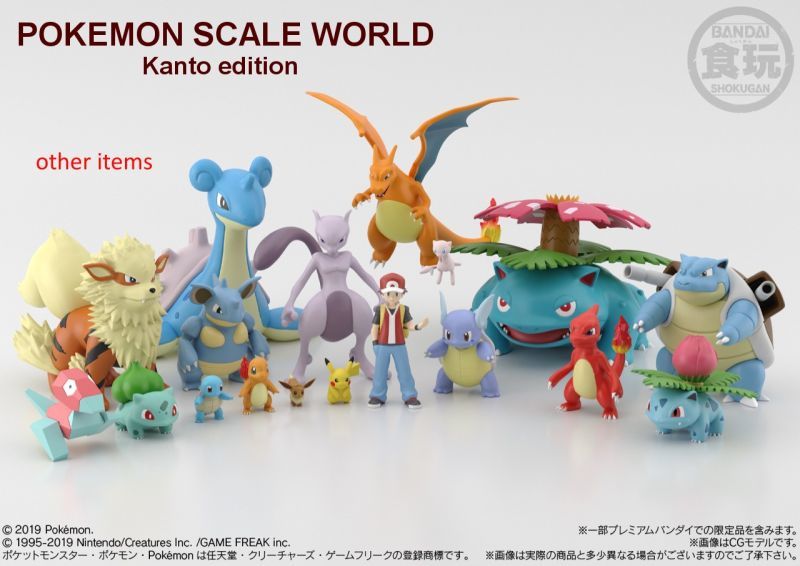 POKEMON SCALE WORLD
Kanto edition
BANDAI
食玩
SHOKUGAN
other items
© 2019 Pokémon.
© 1995-2019 Nintendo/Creatures Inc. /GAME FREAK inc.
ポケットモンスター・ポケモン・Pokémon は任天堂・クリーチャーズ・ゲームフリークの登録商標です。
※一部プレミアムバンダイでの限定品を含みます。
※画像はCGモデルです。
※画像は実際の商品と多少異なる場合がございますのでご了承下さい。